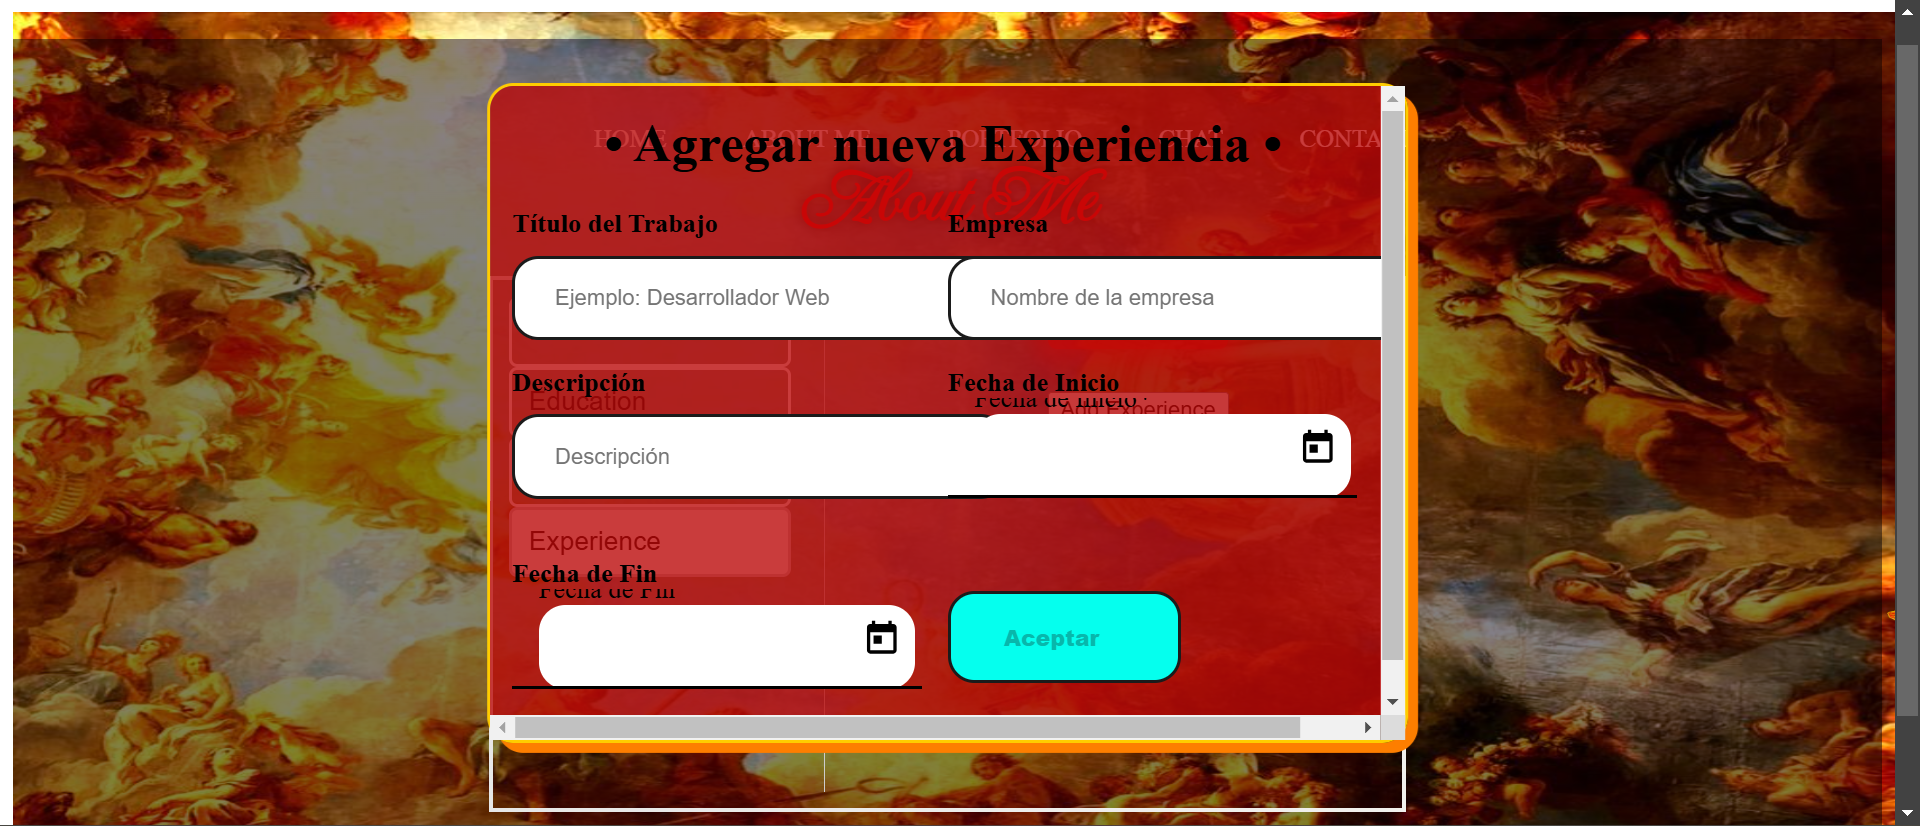 HOME ABOUT ME PORTFOLIO CHAT CONTA
• Agregar nueva Experiencia •
About Me
Título del Trabajo
Empresa
Ejemplo: Desarrollador Web
Nombre de la empresa
Descripción
Fecha de Inicio
Education
Fecha de Inicio *
Add Experience
Descripción
Experience
Fecha de Fin
Fecha de Fin
Aceptar